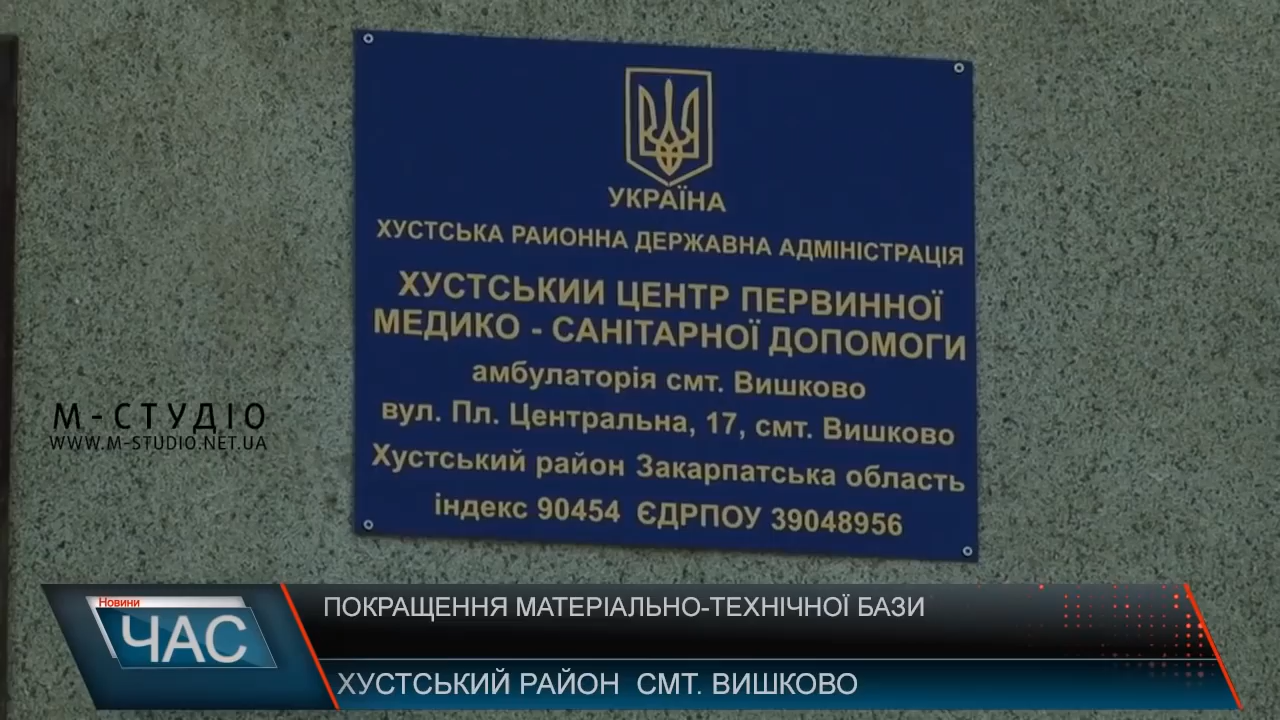 УКРАЇНА
ХУСТСЬКА РАИОННА ДЕРЖАВНА АДМІНІСТРАЦІЯ
ХУСТСЬКИИ ЦЕНТР ПЕРВИННОЇ
МЕДИКО - САНІТАРНОЇ ДОПОМОГИ
амбулаторія смт. Вишково
вул. Пл. Центральна, 17, смт. Вишково
Хустський район Закарпатська область
індекс 90454 ЄДРПОУ 39048956
М-СТУДІО
WWW.M-STUDIO.NET.UA
Новини
ЧАС
ПОКРАЩЕННЯ МАТЕРІАЛЬНО-ТЕХНІЧНОЇ БАЗИ
ХУСТСЬКИЙ РАЙОН СМТ. ВИШКОВО